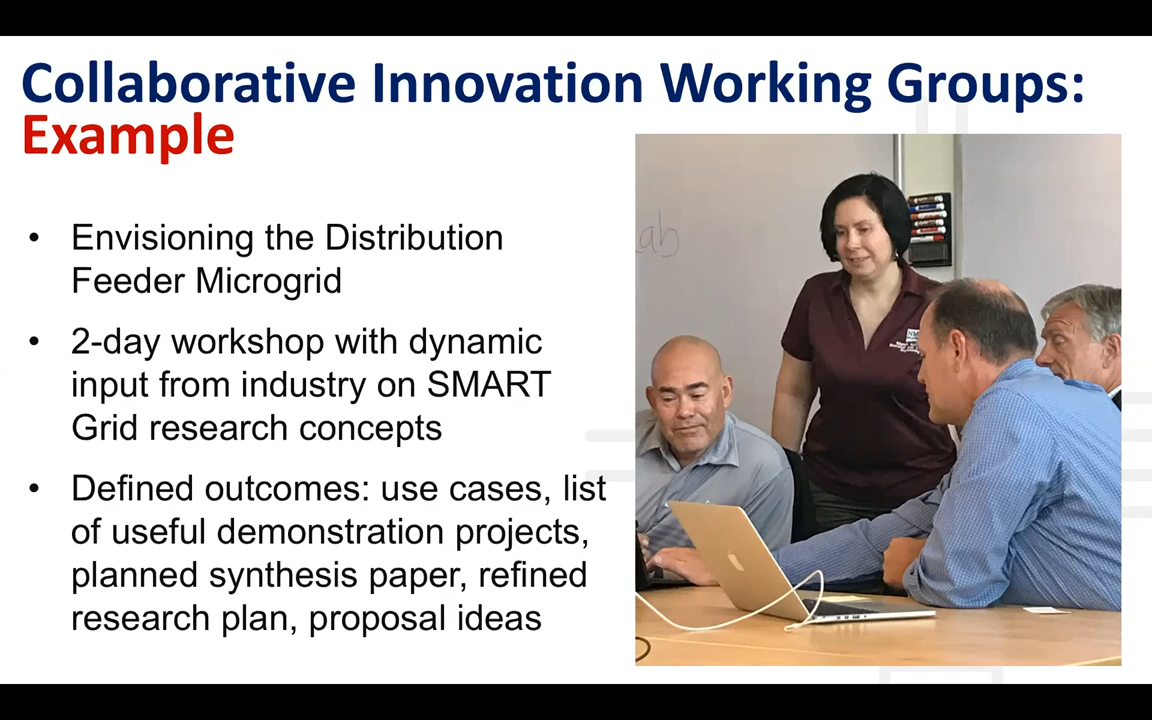 Collaborative Innovation Working Groups:
Example
• Envisioning the Distribution
Feeder Microgrid
• 2-day workshop with dynamic
input from industry on SMART
Grid research concepts
• Defined outcomes: use cases, list
of useful demonstration projects,
planned synthesis paper, refined
research plan, proposal ideas
ab